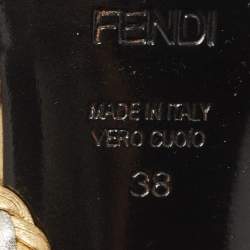 FENDI
MADE IN ITALY
VERO CUOIO
38